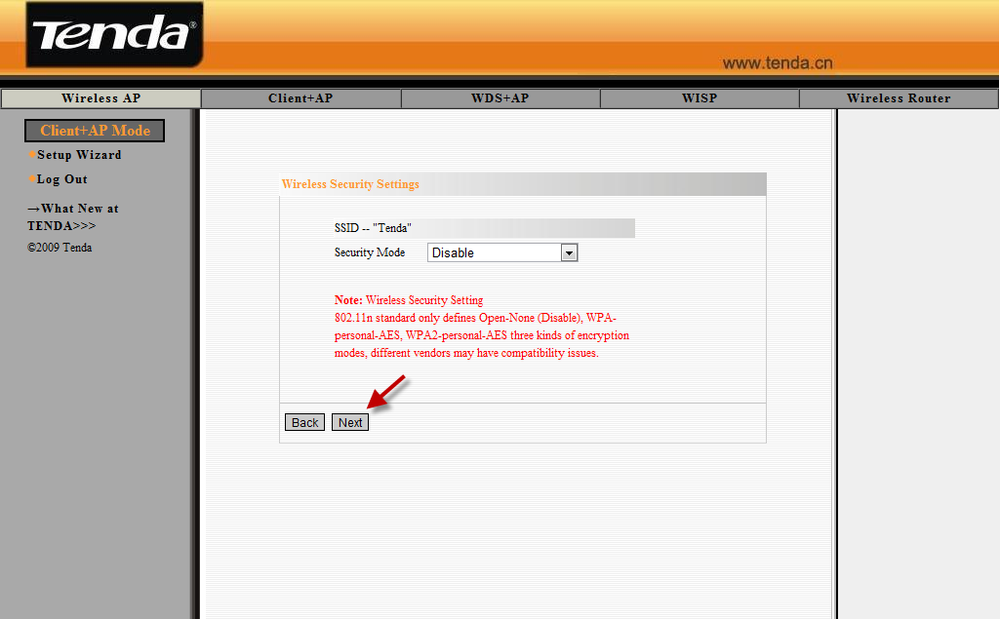 Tenda®
www.tenda.cn
Wireless AP
Client+AP
WDS+AP
WISP
Wireless Router
Client+AP Mode
Setup Wizard
Log Out
→What New at
TENDA>>>
©2009 Tenda
Wireless Security Settings
SSID -- "Tenda"
Security Mode Disable
Note: Wireless Security Setting
802.11n standard only defines Open-None (Disable), WPA-
personal-AES, WPA2-personal-AES three kinds of encryption
modes, different vendors may have compatibility issues.
Back Next